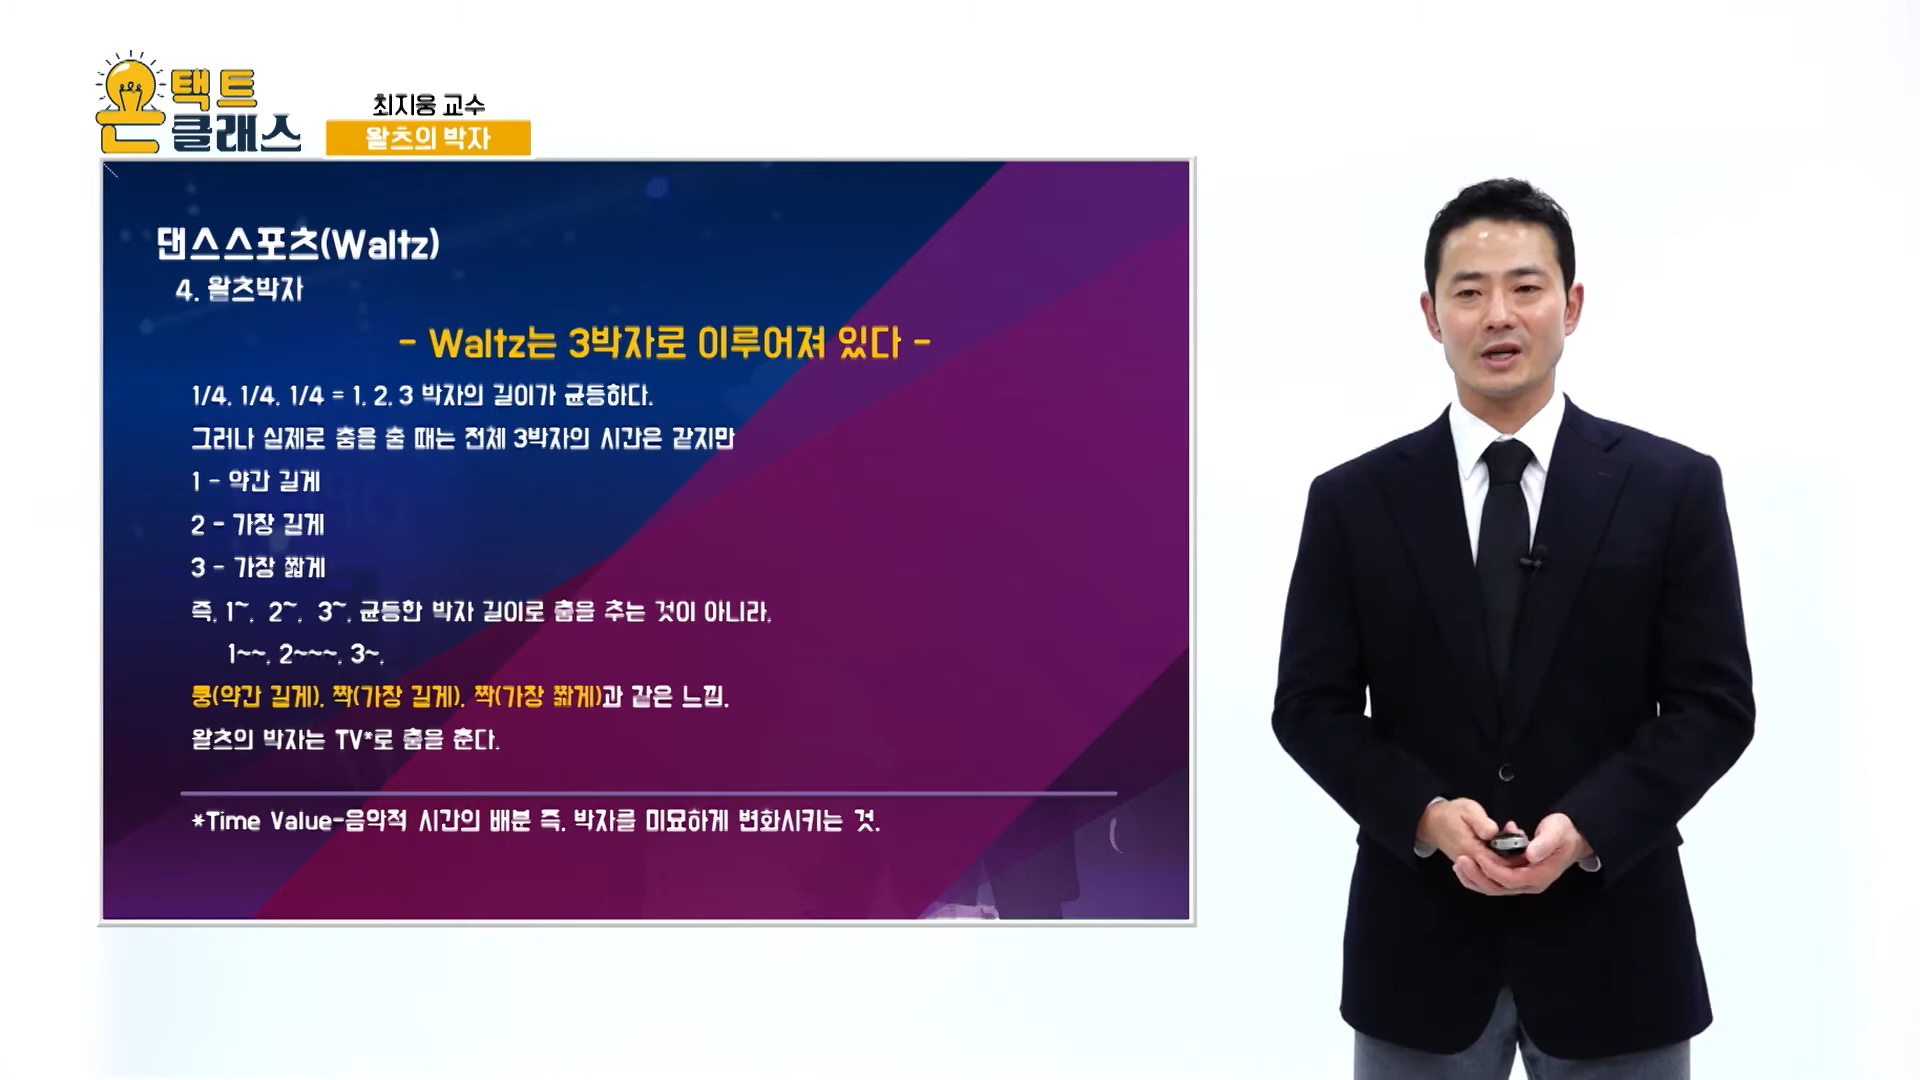 온택트
클래스
최지웅 교수
왈츠의 박자
댄스스포츠(Waltz)
4. 왈츠박자
- Waltz는 3박자로 이루어져 있다 -
1/4, 1/4, 1/4 = 1, 2, 3 박자의 길이가 균등하다.
그러나 실제로 춤을 출 때는 전체 3박자의 시간은 같지만
1 - 약간 길게
2 - 가장 길게
3 - 가장 짧게
즉, 1~, 2~, 3~, 균등한 박자 길이로 춤을 추는 것이 아니라,
1~~, 2~~~, 3~,
쿵(약간 길게), 짝(가장 길게), 짝(가장 짧게)과 같은 느낌.
왈츠의 박자는 TV*로 춤을 춘다.
*Time Value-음악적 시간의 배분 즉, 박자를 미묘하게 변화시키는 것.